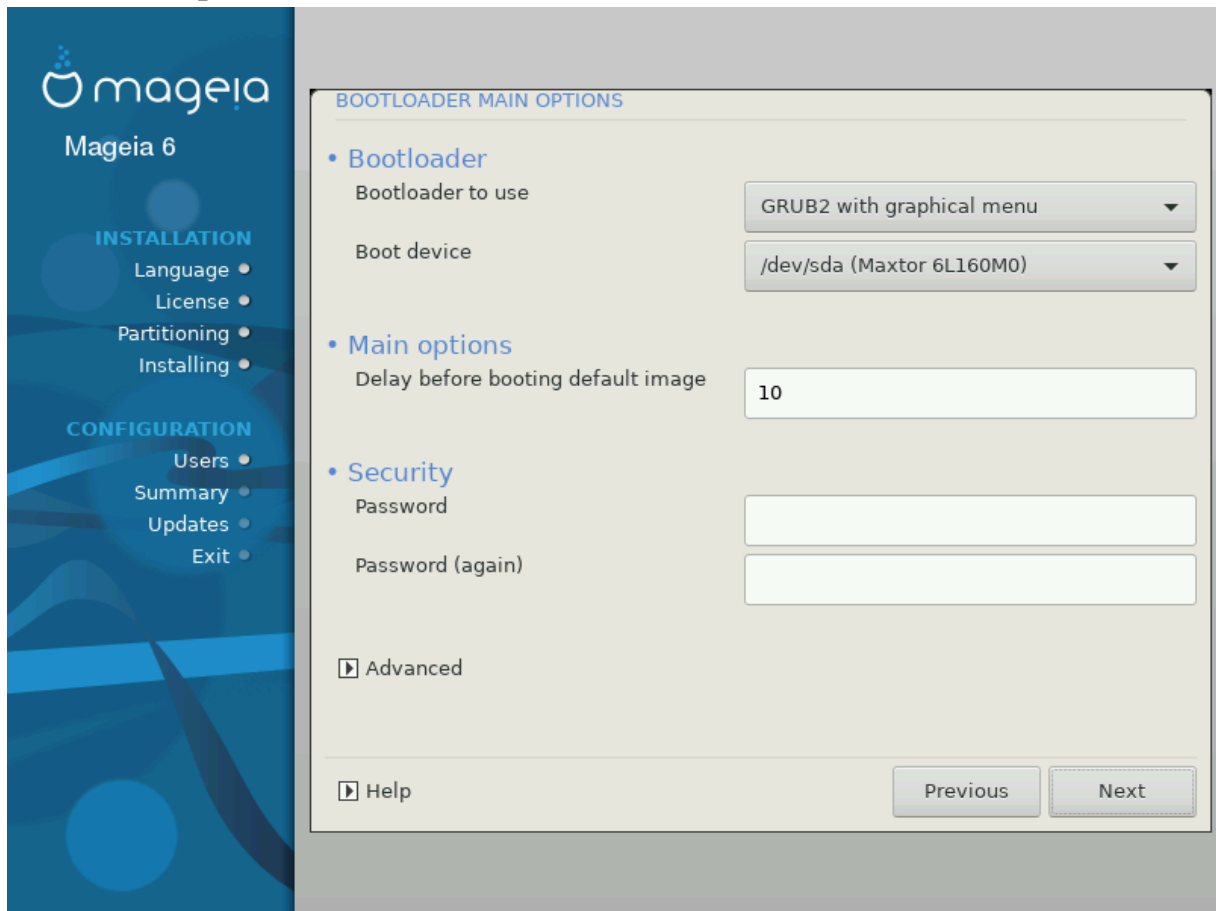 mageia
Mageia 6
INSTALLATION
Language
License
Partitioning
Installing
CONFIGURATION
Users
Summary
Updates
Exit
BOOTLOADER MAIN OPTIONS
• Bootloader
Bootloader to use
GRUB2 with graphical menu
Boot device
/dev/sda (Maxtor 6L160M0)
• Main options
Delay before booting default image
10
• Security
Password
Password (again)
Advanced
Help
Previous
Next